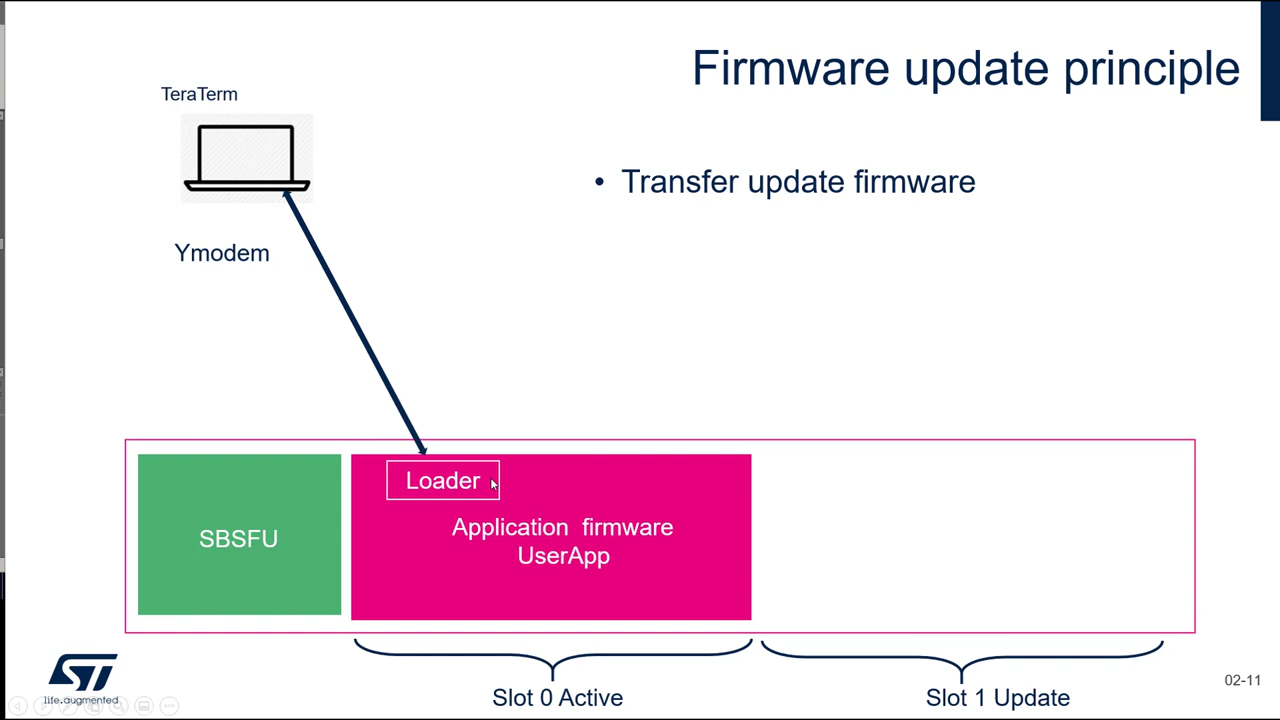 Firmware update principle
TeraTerm
• Transfer update firmware
Ymodem
Loader
Application firmware
UserApp
SBSFU
Slot 0 Active
Slot 1 Update
ST
life.augmented
02-11